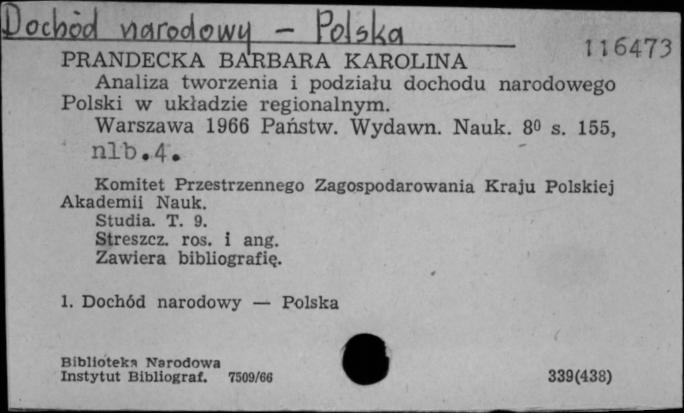 Dochód narodowy – Polska
116473
PRANDECKA BARBARA KAROLINA
Analiza tworzenia i podziału dochodu narodowego
Polski w układzie regionalnym.
Warszawa 1966 Państw. Wydawn. Nauk. 8⁰ s. 155,
nlb.4.
Komitet Przestrzennego Zagospodarowania Kraju Polskiej
Akademii Nauk.
Studia. T. 9.
Streszcz. ros. i ang.
Zawiera bibliografię.
1. Dochód narodowy — Polska
Biblioteka Narodowa
Instytut Bibliograf. 7509/66
339(438)